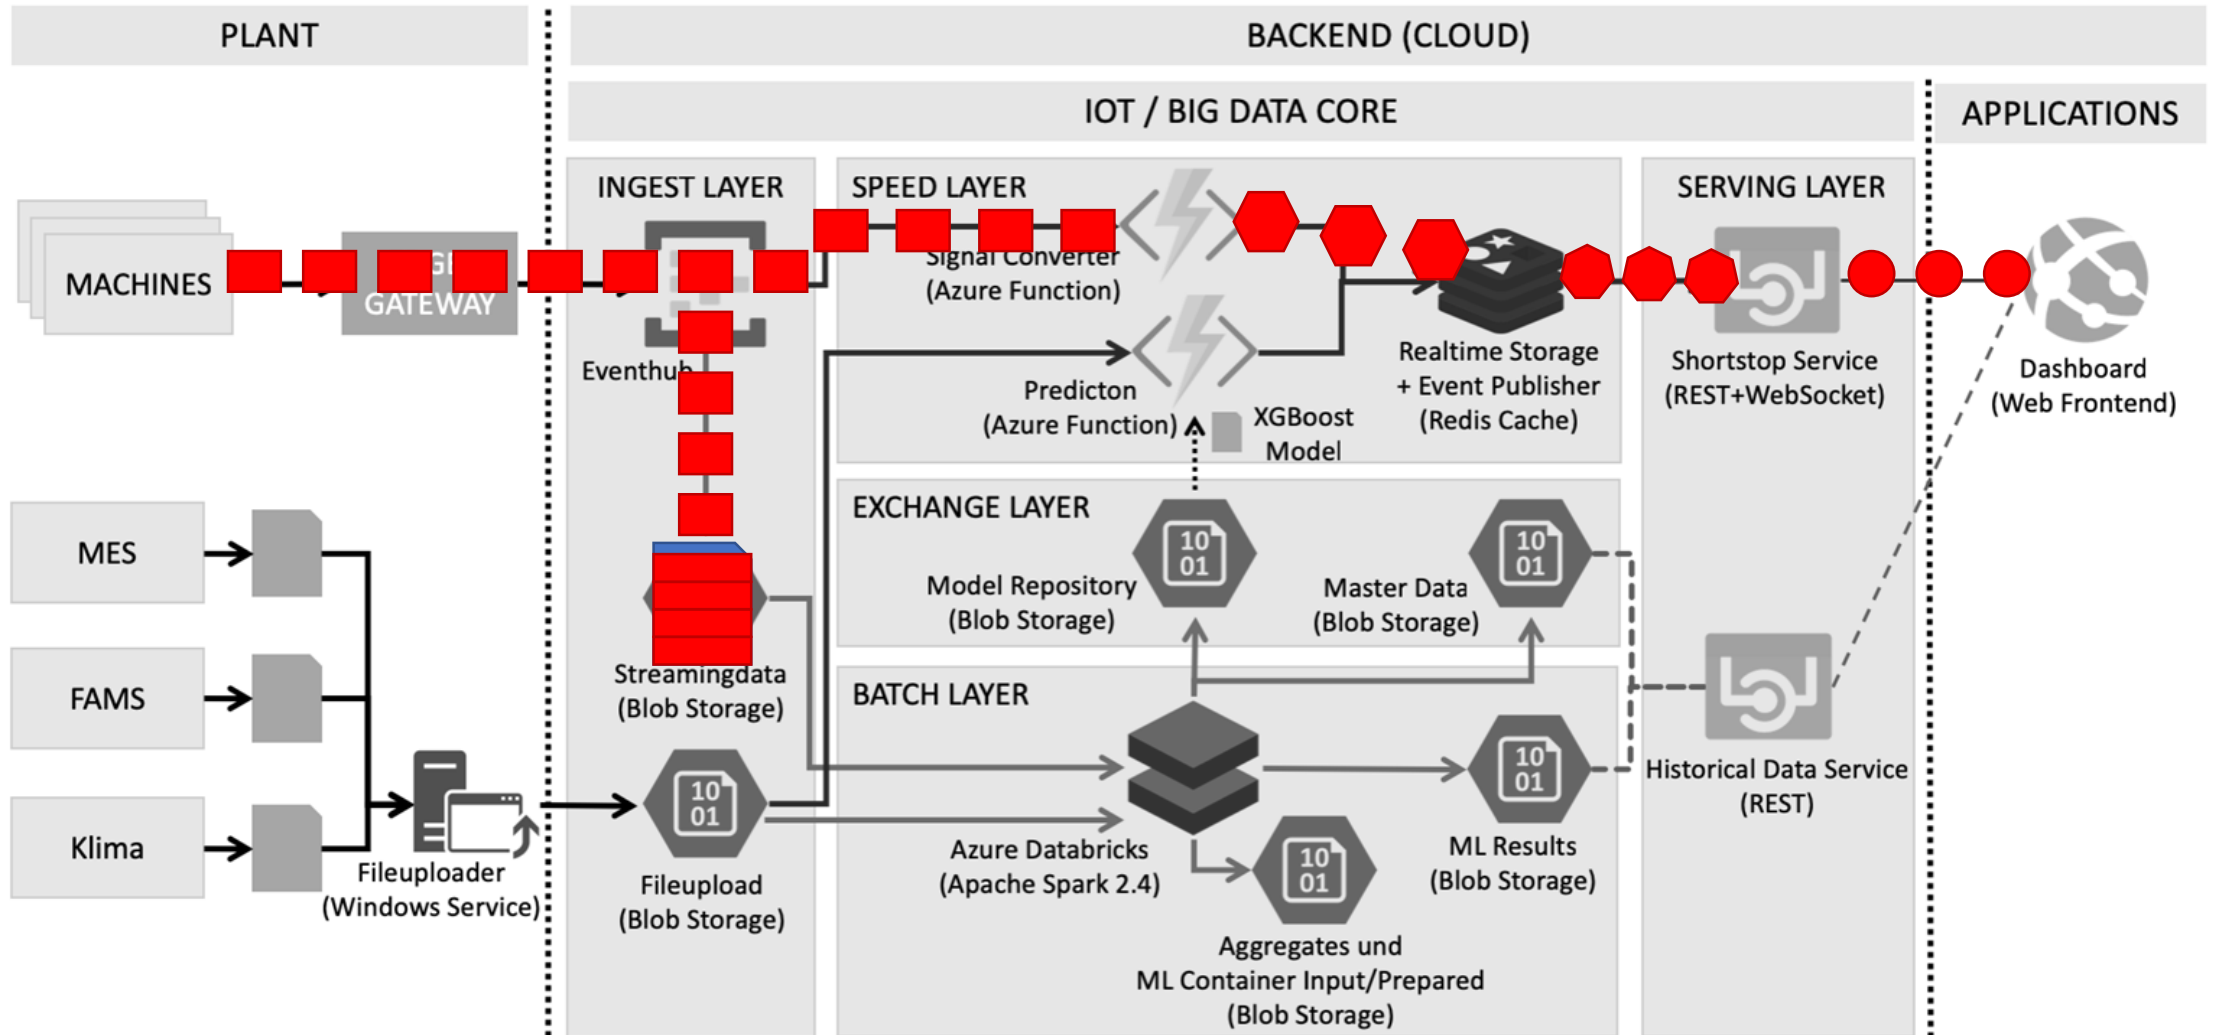 PLANT
BACKEND (CLOUD)
IOT / BIG DATA CORE
APPLICATIONS
INGEST LAYER
SPEED LAYER
SERVING LAYER
MACHINES
GATEWAY
Signal Converter
(Azure Function)
Eventhub
Predicton
(Azure Function)
XGBoost
Model
Realtime Storage
+ Event Publisher
(Redis Cache)
Shortstop Service
(REST+WebSocket)
Dashboard
(Web Frontend)
EXCHANGE LAYER
MES
10
01
10
01
Model Repository
(Blob Storage)
Master Data
(Blob Storage)
Streamingdata
(Blob Storage)
BATCH LAYER
FAMS
10
01
10
01
Historical Data Service
(REST)
Klima
Fileuploader
(Windows Service)
Fileupload
(Blob Storage)
Azure Databricks
(Apache Spark 2.4)
10
01
ML Results
(Blob Storage)
Aggregates und
ML Container Input/Prepared
(Blob Storage)